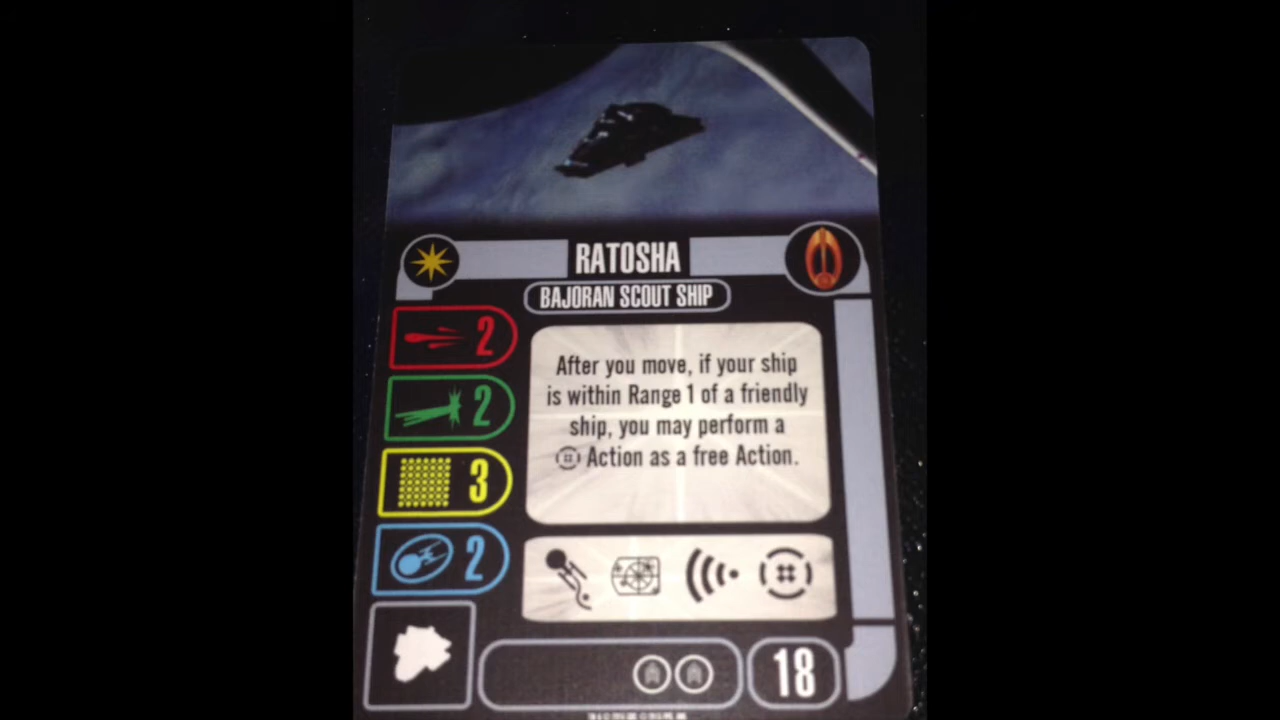 RATOSHA
BAJORAN SCOUT SHIP
2
2
3
2
After you move, if your ship
is within Range 1 of a friendly
ship, you may perform a
Action as a free Action.
18